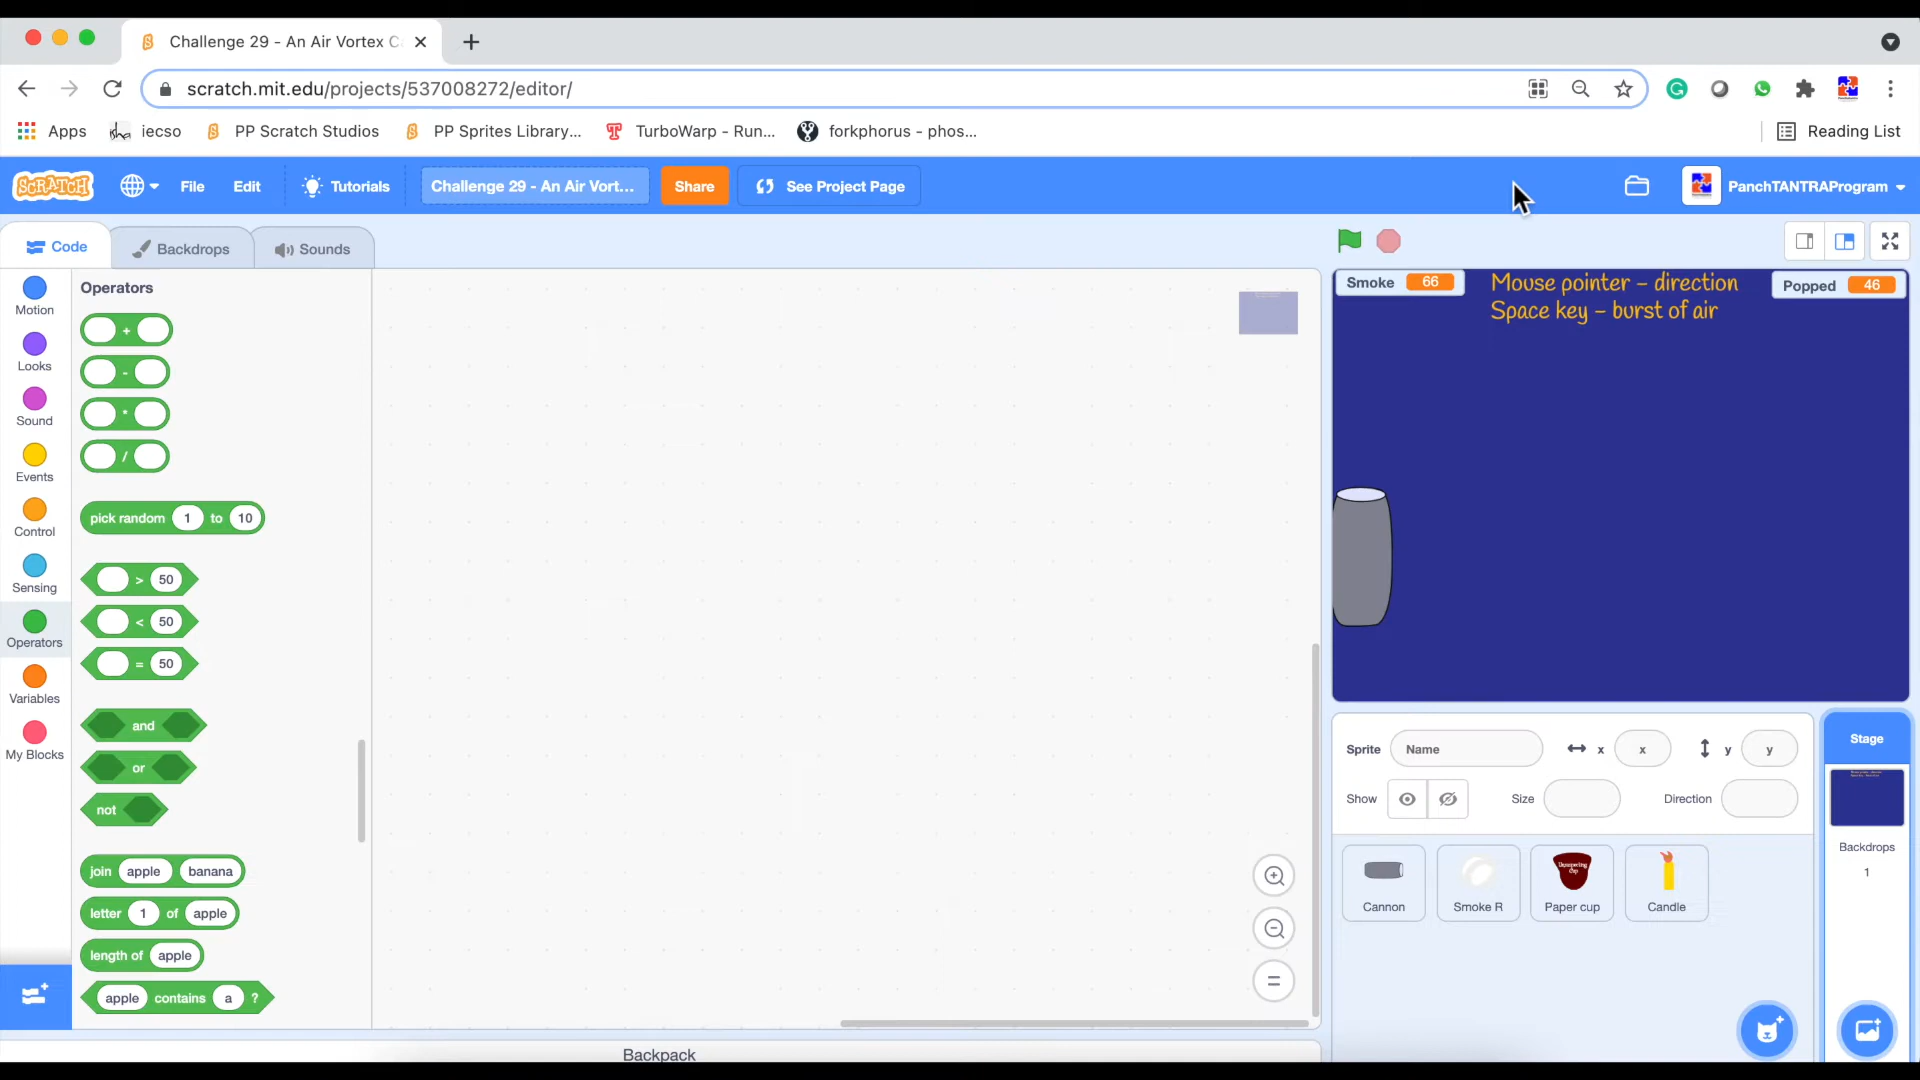 Challenge 29 - An Air Vortex C
scratch.mit.edu/projects/537008272/editor/
Apps
iecso
PP Scratch Studios
PP Sprites Library...
TurboWarp - Run...
forkphorus - phos...
Reading List
SCRATCH
File
Edit
Tutorials
Challenge 29 - An Air Vort...
Share
See Project Page
PanchTANTRAProgram
Code
Backdrops
Sounds
Motion
Looks
Sound
Events
Control
Sensing
Operators
Variables
My Blocks
Operators
+
-
*
/
pick random 1 to 10
> 50
< 50
= 50
and
or
not
join apple banana
letter 1 of apple
length of apple
apple contains a ?
Backpack
Smoke 66
Mouse pointer – direction
Space key – burst of air
Popped 46
Sprite Name x x y y
Show Size Direction
Cannon
Smoke R
Paper cup
Candle
Stage
Backdrops
1